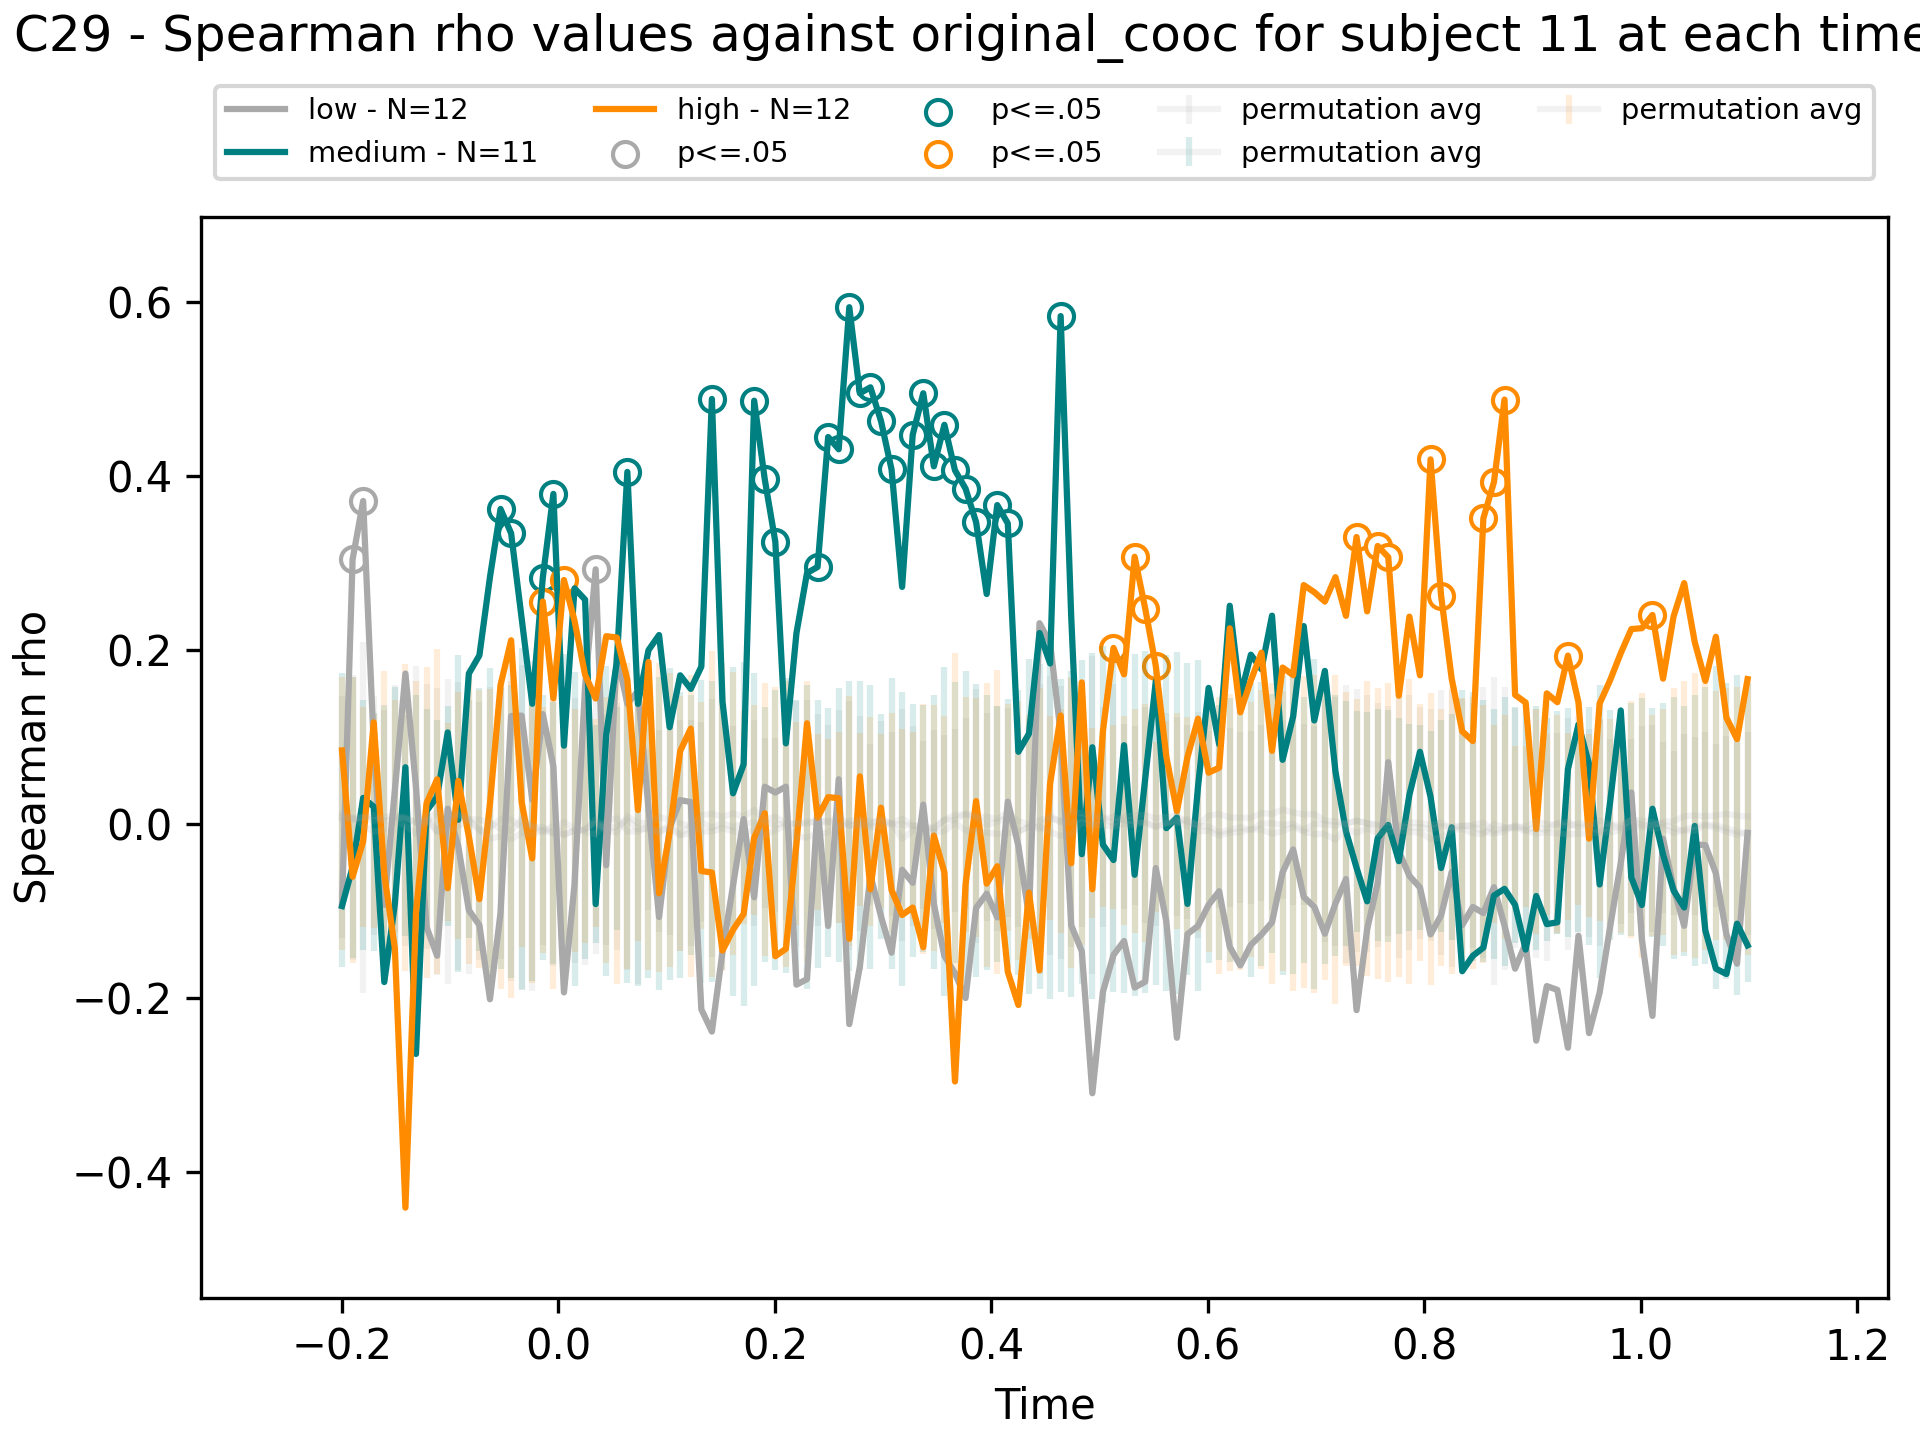 C29 - Spearman rho values against original_cooc for subject 11 at each time
low - N=12
high - N=12
p<=.05
permutation avg
permutation avg
medium - N=11
p<=.05
p<=.05
permutation avg
Spearman rho
0.6
0.4
0.2
0.0
−0.2
−0.4
−0.2
0.0
0.2
0.4
0.6
0.8
1.0
1.2
Time